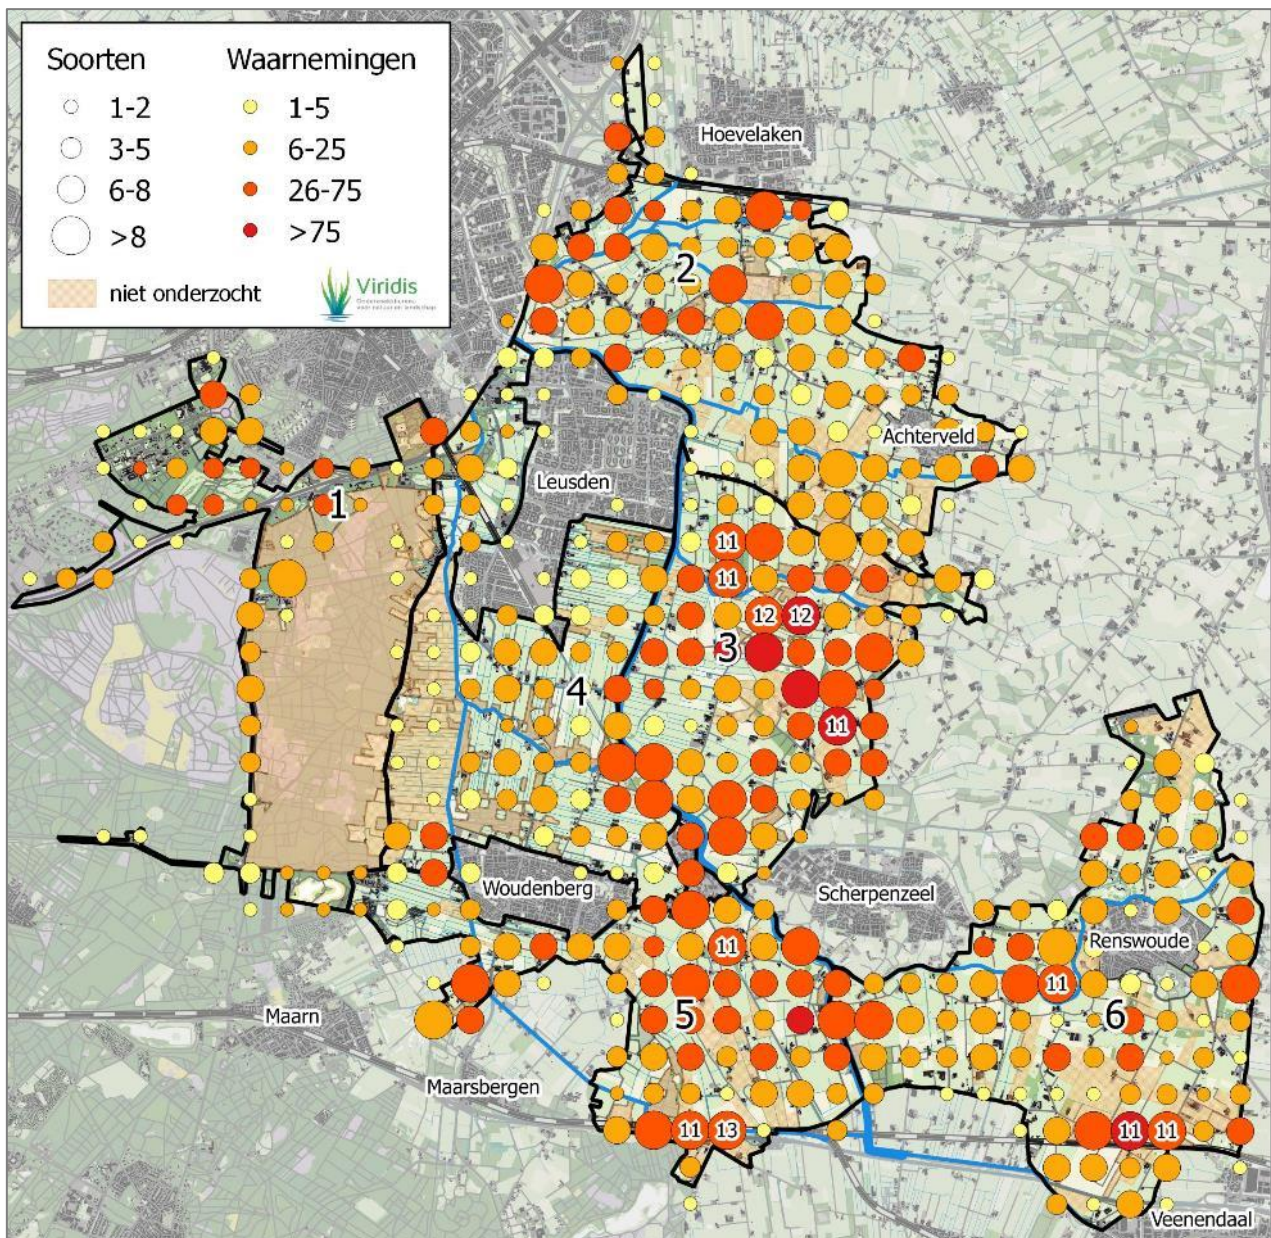 Soorten Waarnemingen
1-2 1-5
3-5 6-25
6-8 26-75
>8 >75
niet onderzocht Viridis
Hoevelaken
2
Achterveld
Leusden
1
11
11
12 12
3
4
11
Woudenberg
Scherpenzeel
Renswoude
11
11
Maarn
5
6
Maarsbergen
11 13
11 11
Veenendaal